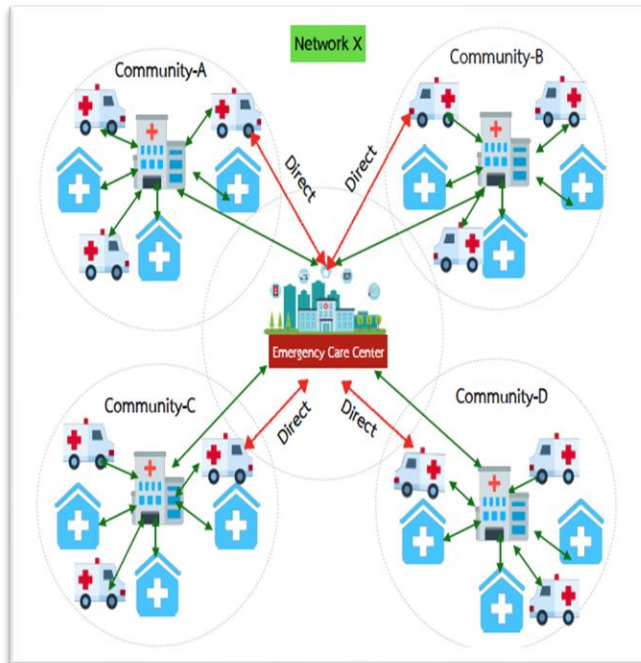 Network X
Community-A
Community-B
Direct
Direct
Emergency Care Center
Community-C
Direct
Direct
Community-D